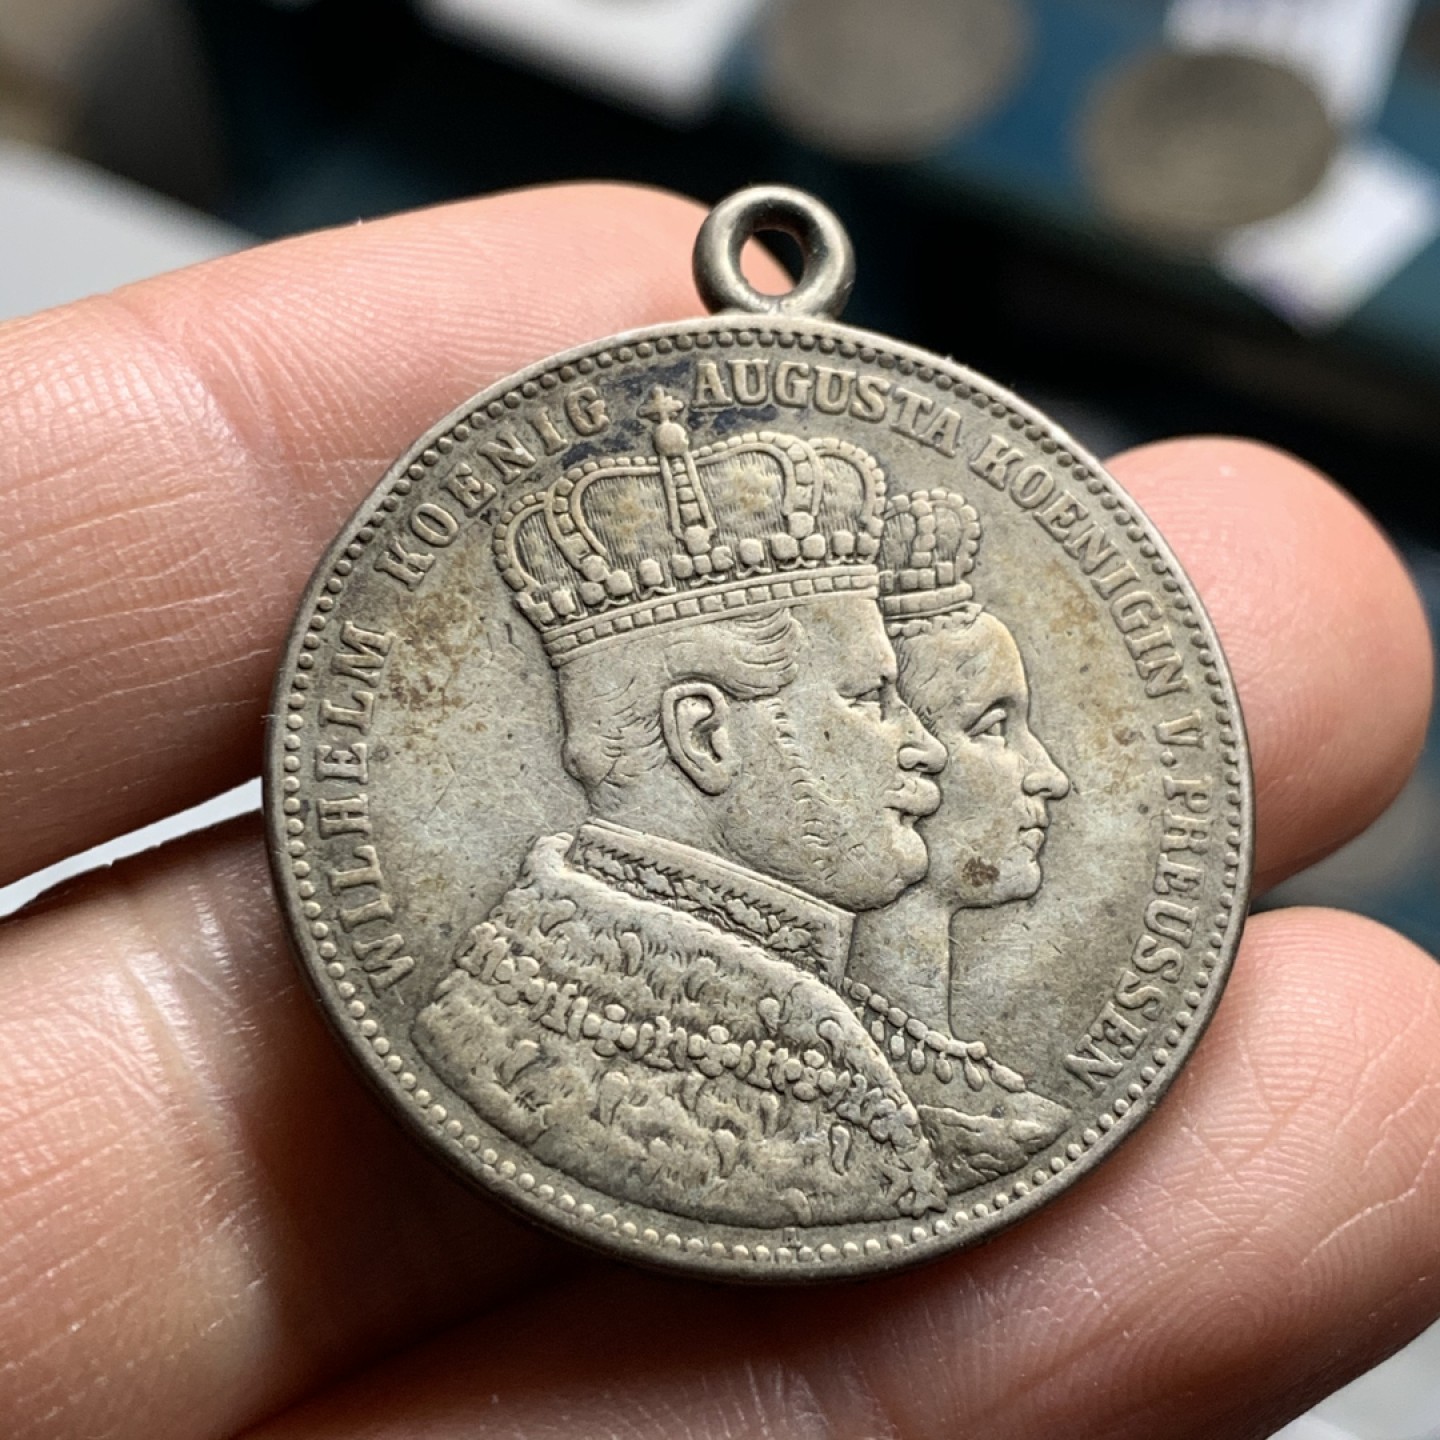 WILHELM KOENIG AUGUSTA KOENIGIN V. PREUSSEN